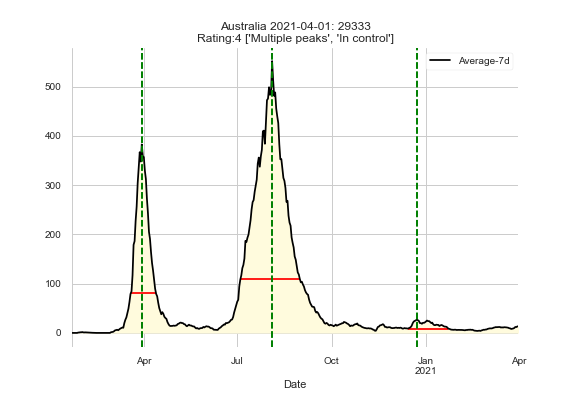 Australia 2021-04-01: 29333
Rating:4 ['Multiple peaks', 'In control']
Average-7d
500
400
300
200
100
0
Apr
Jul
Oct
Jan
2021
Apr
Date